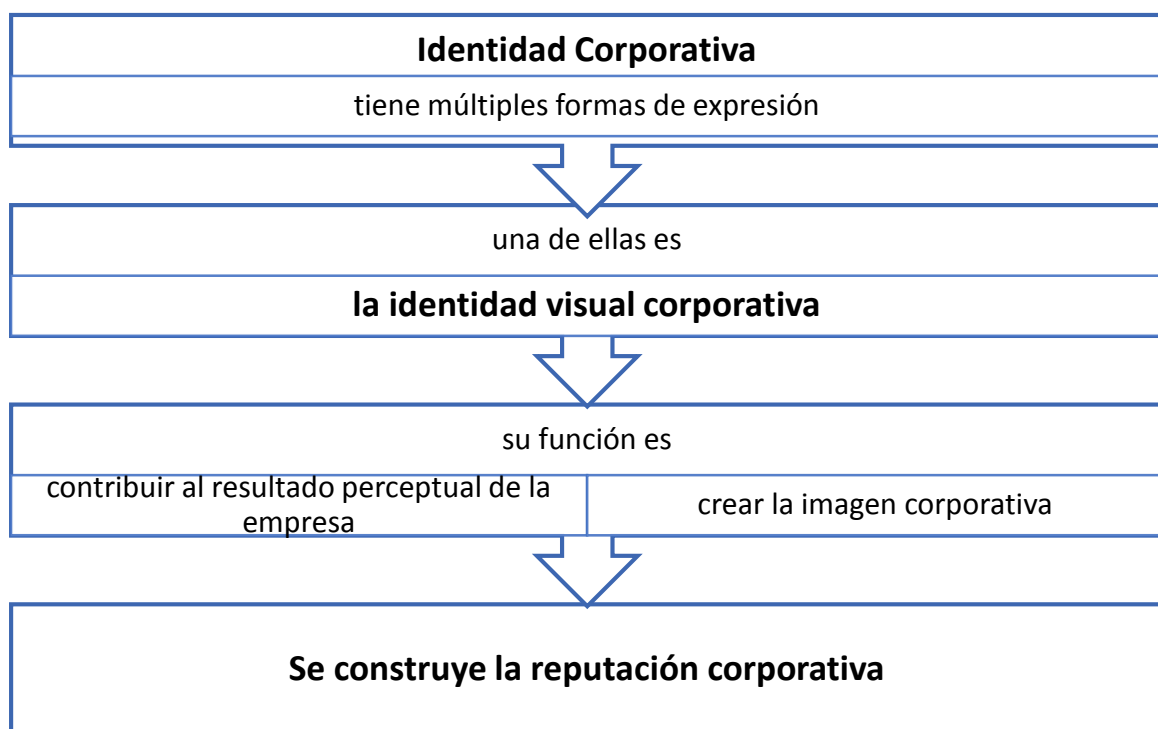 Identidad Corporativa
tiene múltiples formas de expresión
una de ellas es
la identidad visual corporativa
su función es
contribuir al resultado perceptual de la
empresa
crear la imagen corporativa
Se construye la reputación corporativa